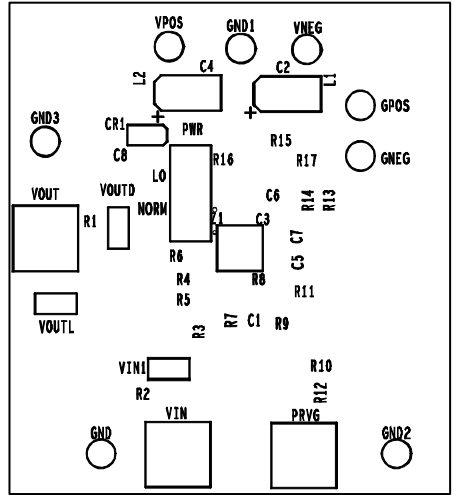 VPOS
GND1
VNEG
L2
C4
C2
L1
GPOS
GND3
CR1
PWR
R15
C8
R16
R17
GNEG
LO
VOUT
VOUTD
C6
R14
R13
R1
NORM
Z1
C3
C7
R6
C5
R4
R8
R5
R11
VOUTL
R3
R7
C1
R9
VIN1
R10
R2
R12
VIN
PRVG
GND
GND2